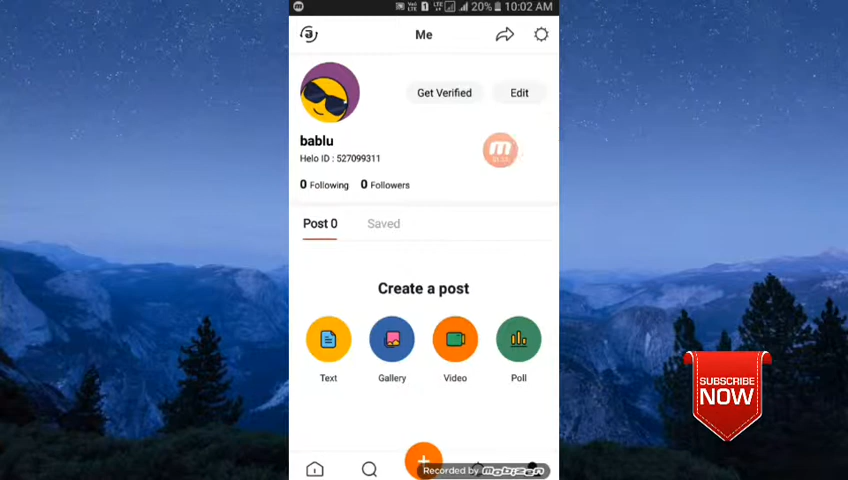 20% 10:02 AM
Me
Get Verified
Edit
bablu
Helo ID : 527099311
0 Following 0 Followers
Post 0
Saved
Create a post
Text
Gallery
Video
Poll
SUBSCRIBE
NOW
Recorded by mobizen